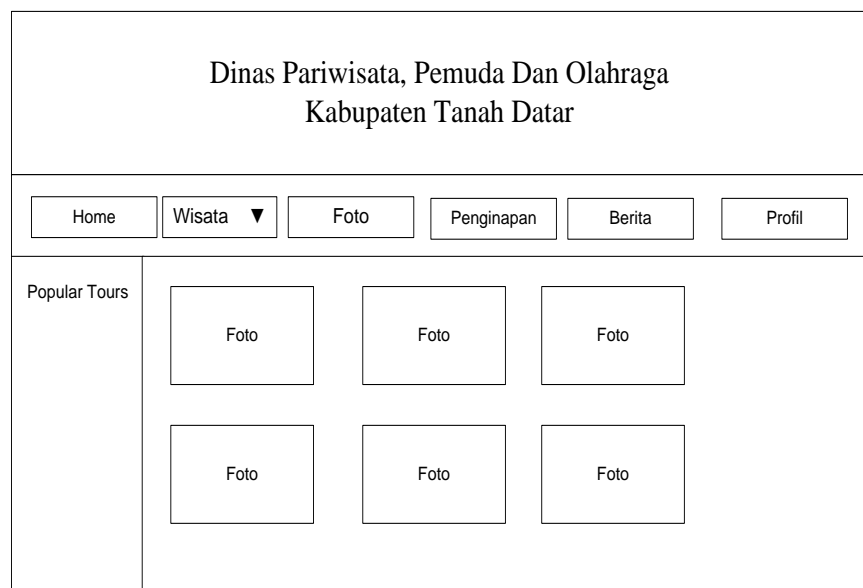 Dinas Pariwisata, Pemuda Dan Olahraga
Kabupaten Tanah Datar
Home
Wisata ▼
Foto
Penginapan
Berita
Profil
Popular Tours
Foto
Foto
Foto
Foto
Foto
Foto